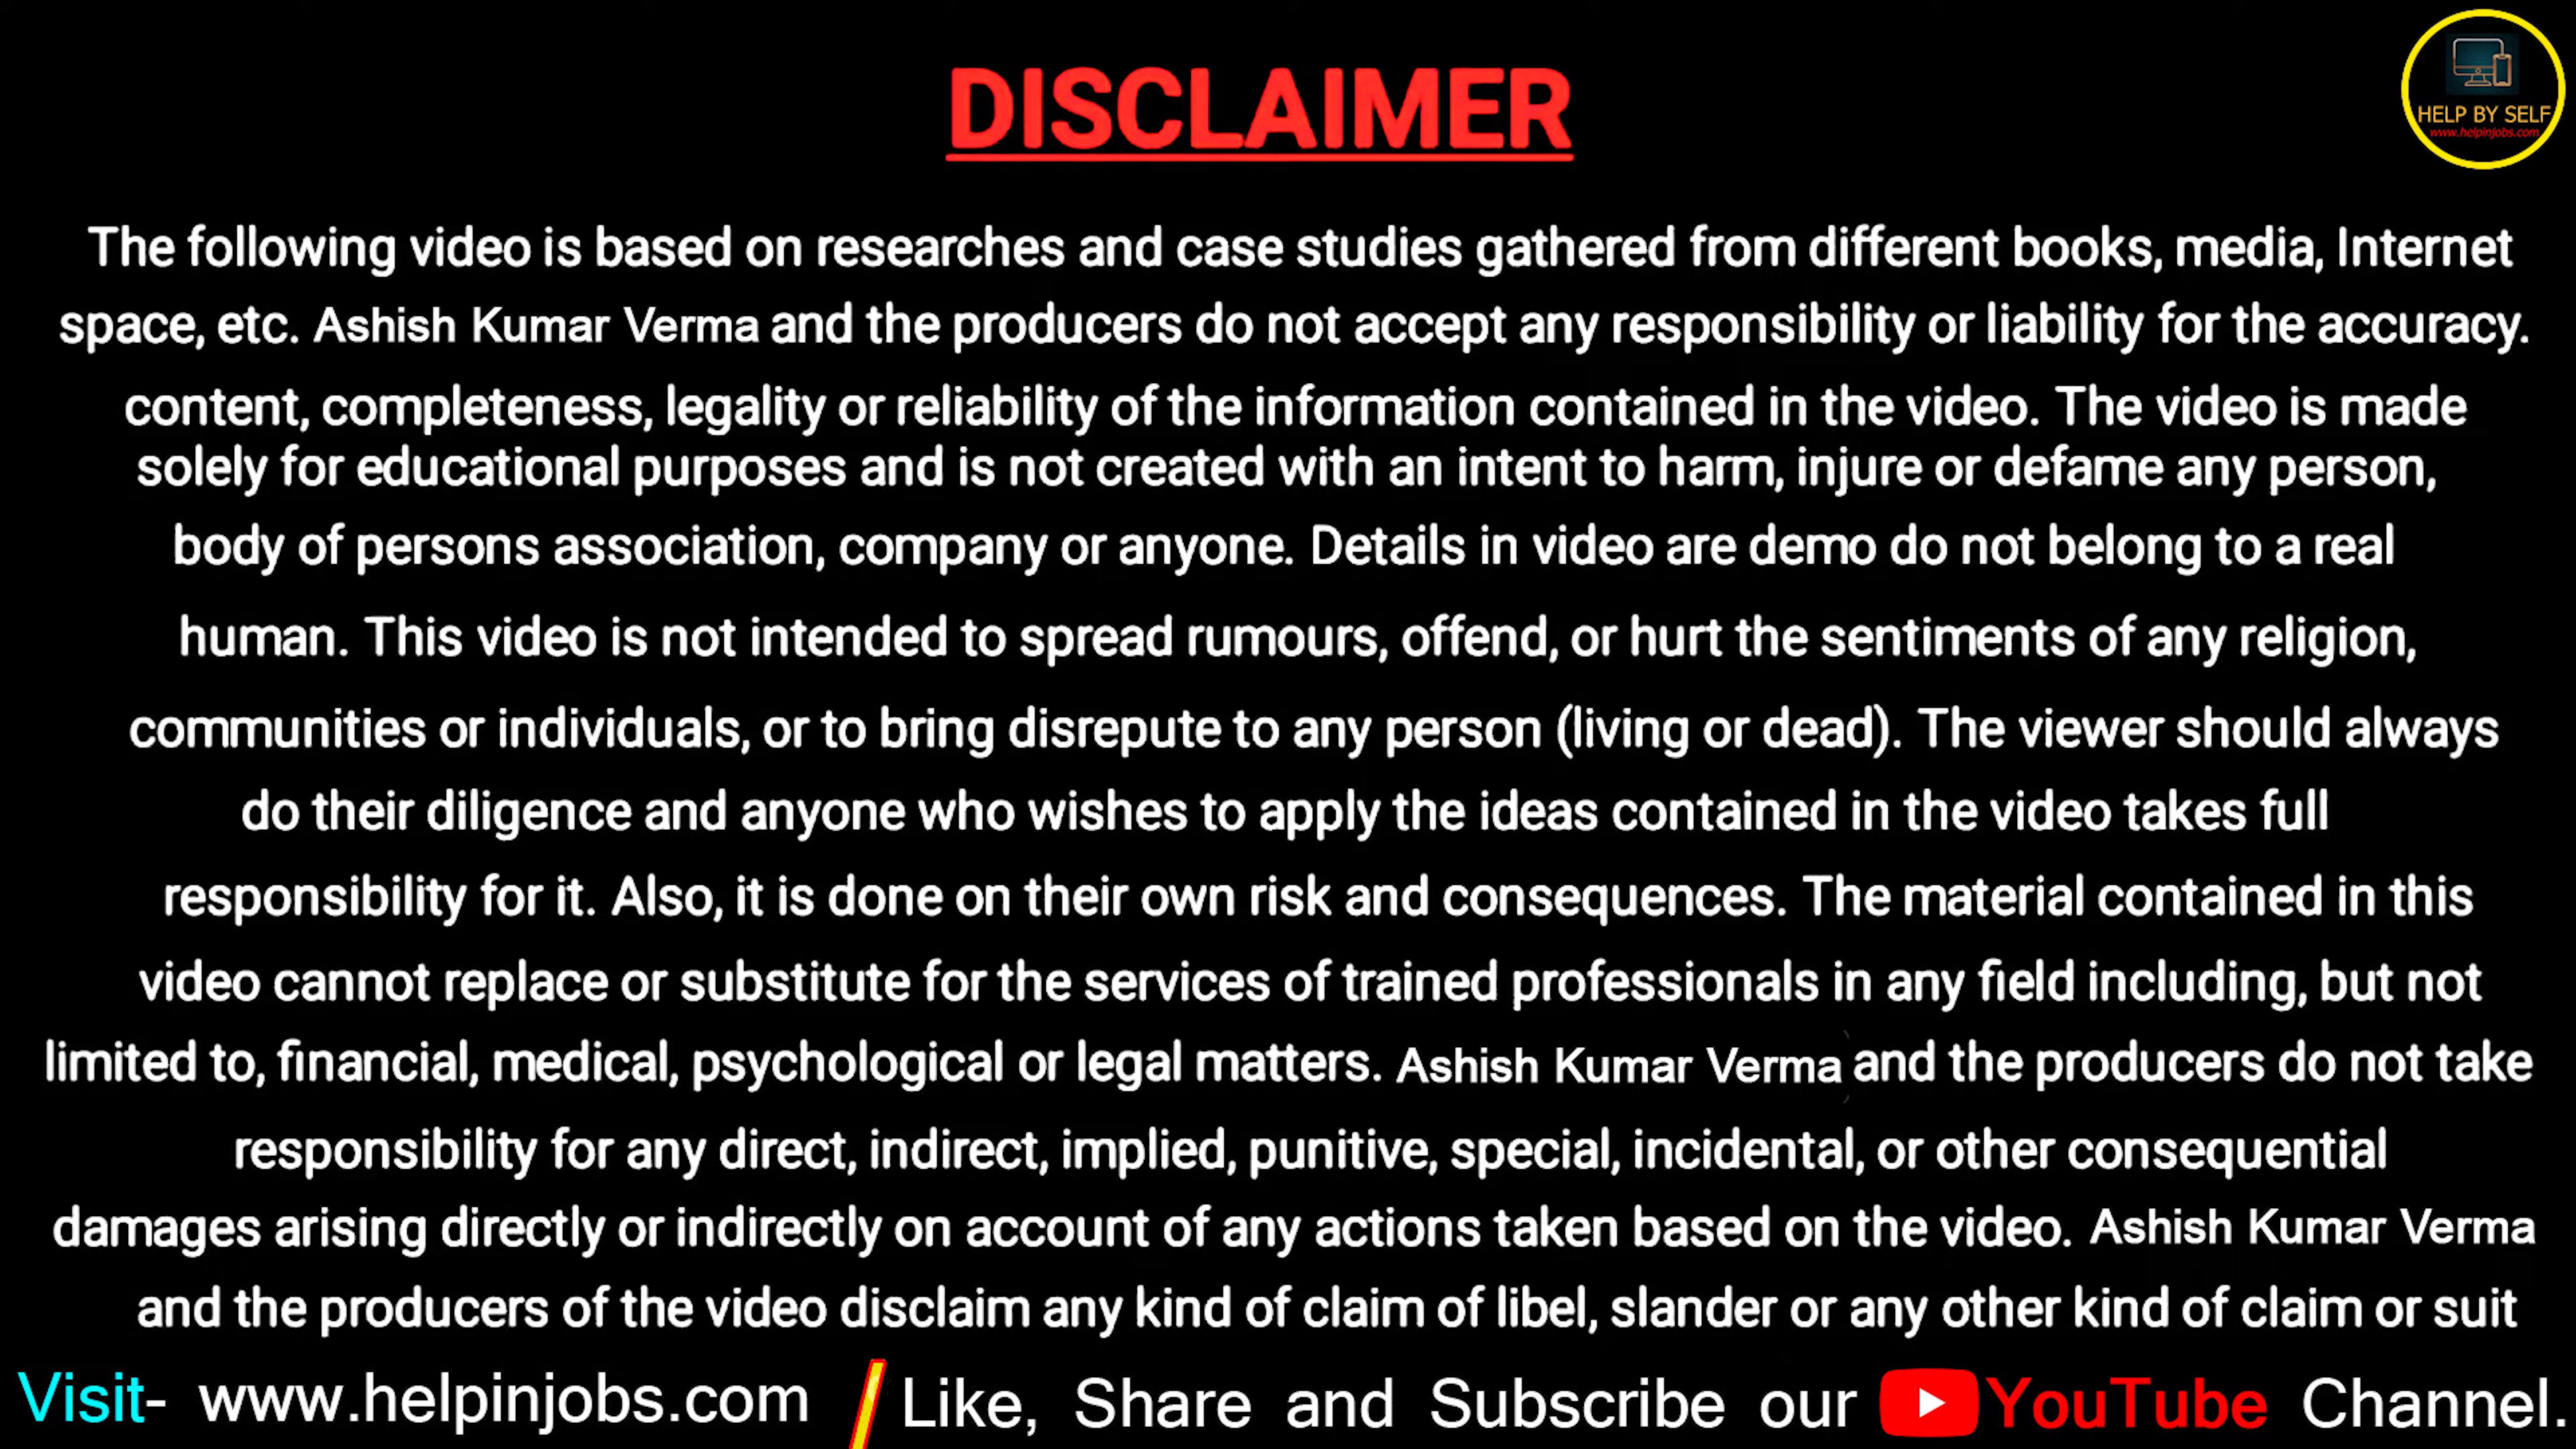 DISCLAIMER
HELP BY SELF
www.helpinjobs.com
The following video is based on researches and case studies gathered from different books, media, Internet
space, etc. Ashish Kumar Verma and the producers do not accept any responsibility or liability for the accuracy.
content, completeness, legality or reliability of the information contained in the video. The video is made
solely for educational purposes and is not created with an intent to harm, injure or defame any person,
body of persons association, company or anyone. Details in video are demo do not belong to a real
human. This video is not intended to spread rumours, offend, or hurt the sentiments of any religion,
communities or individuals, or to bring disrepute to any person (living or dead). The viewer should always
do their diligence and anyone who wishes to apply the ideas contained in the video takes full
responsibility for it. Also, it is done on their own risk and consequences. The material contained in this
video cannot replace or substitute for the services of trained professionals in any field including, but not
limited to, financial, medical, psychological or legal matters. Ashish Kumar Verma and the producers do not take
responsibility for any direct, indirect, implied, punitive, special, incidental, or other consequential
damages arising directly or indirectly on account of any actions taken based on the video. Ashish Kumar Verma
and the producers of the video disclaim any kind of claim of libel, slander or any other kind of claim or suit
Visit- www.helpinjobs.com / Like, Share and Subscribe our YouTube Channel.